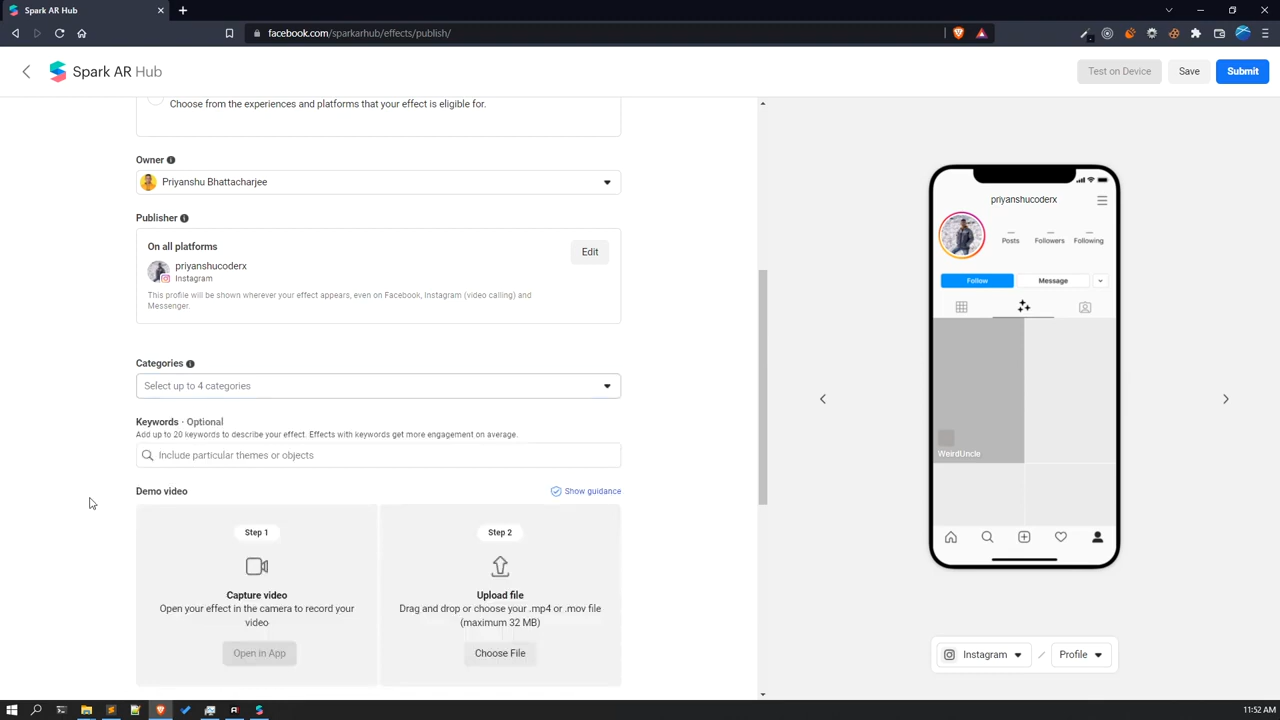 Spark AR Hub
facebook.com/sparkarhub/effects/publish/
Spark AR Hub
Test on Device
Save
Submit
Choose from the experiences and platforms that your effect is eligible for.
Owner
Priyanshu Bhattacharjee
Publisher
On all platforms
Edit
priyanshucoderx
Instagram
This profile will be shown wherever your effect appears, even on Facebook, Instagram (video calling) and
Messenger.
Categories
Select up to 4 categories
Keywords · Optional
Add up to 20 keywords to describe your effect. Effects with keywords get more engagement on average.
Include particular themes or objects
Demo video
Show guidance
Step 1
Capture video
Open your effect in the camera to record your
video
Open in App
Step 2
Upload file
Drag and drop or choose your .mp4 or .mov file
(maximum 32 MB)
Choose File
priyanshucoderx
Posts
Followers
Following
Follow
Message
WeirdUncle
Instagram
/
Profile
11:52 AM